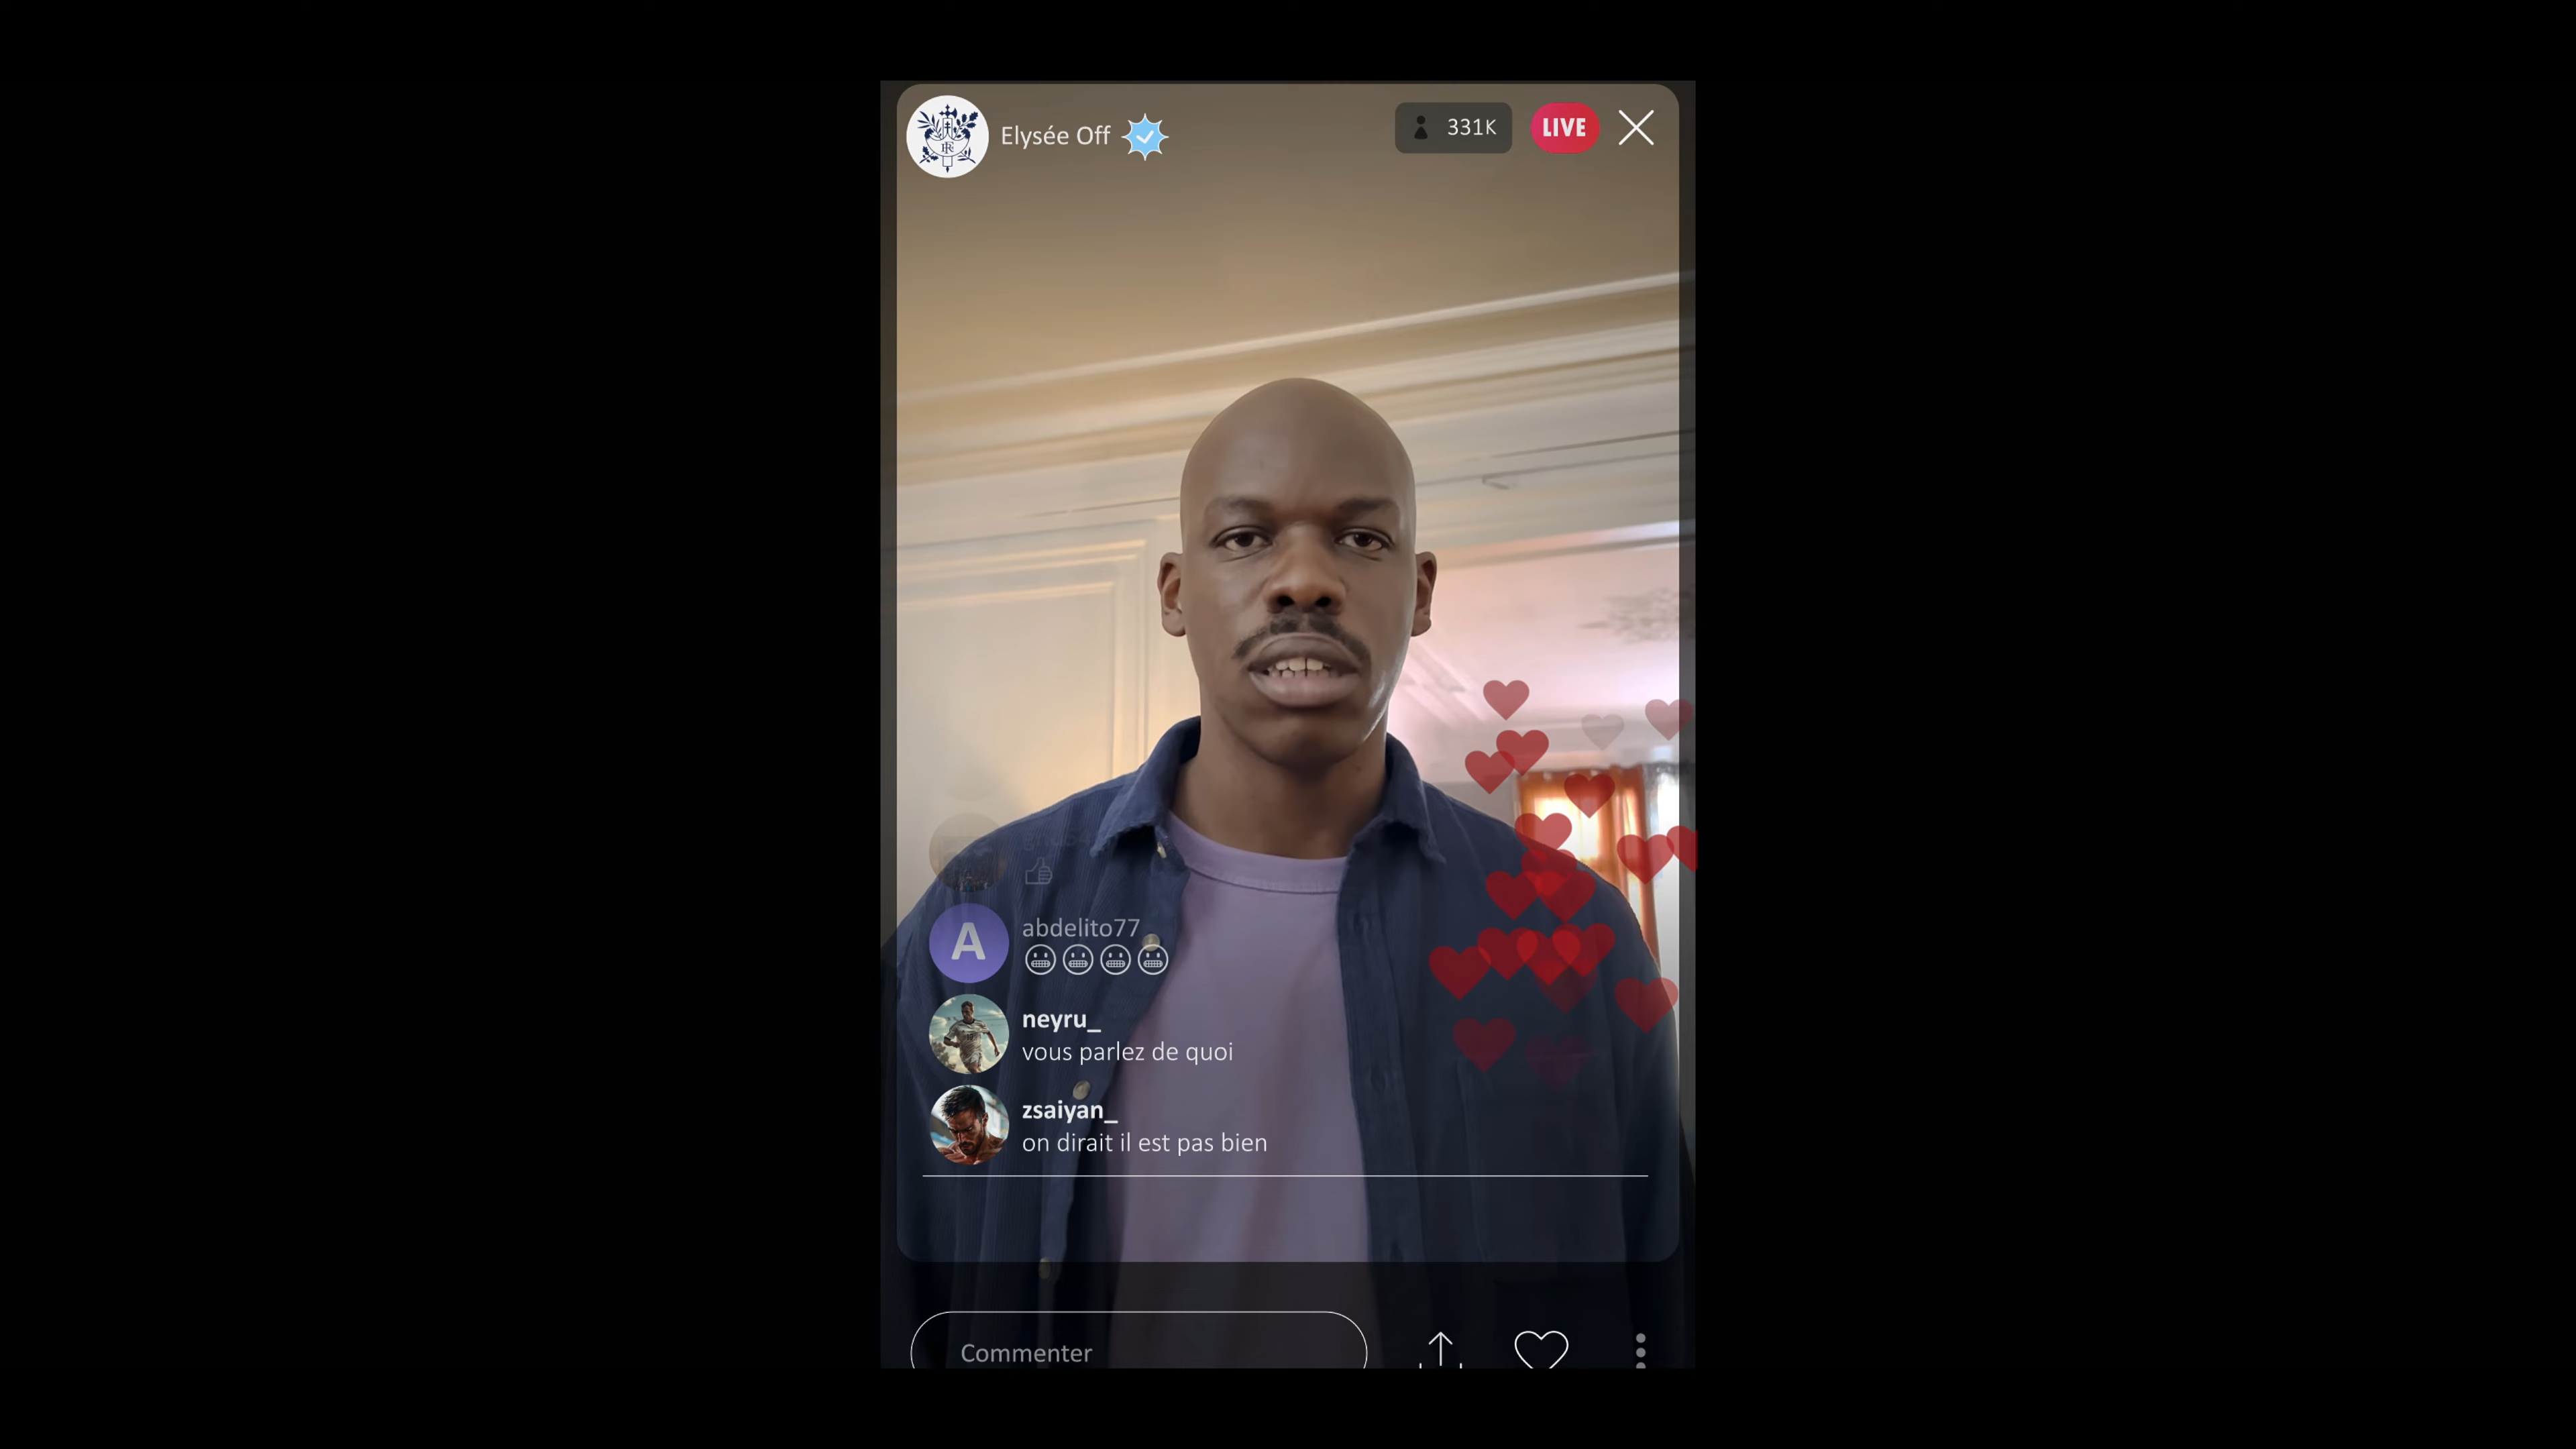 Elysée Off
331K
LIVE
abdelito77
A
neyru_
vous parlez de quoi
zsaiyan_
on dirait il est pas bien
Commenter